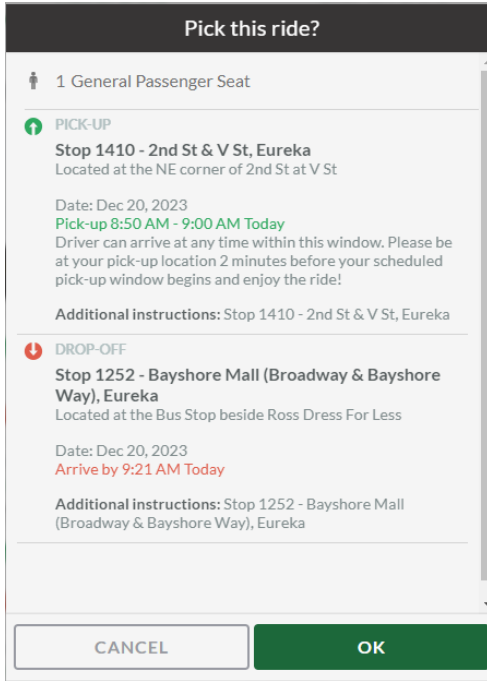 Pick this ride?
1 General Passenger Seat
PICK-UP
Stop 1410 - 2nd St & V St, Eureka
Located at the NE corner of 2nd St at V St
Date: Dec 20, 2023
Pick-up 8:50 AM - 9:00 AM Today
Driver can arrive at any time within this window. Please be
at your pick-up location 2 minutes before your scheduled
pick-up window begins and enjoy the ride!
Additional instructions: Stop 1410 - 2nd St & V St, Eureka
DROP-OFF
Stop 1252 - Bayshore Mall (Broadway & Bayshore
Way), Eureka
Located at the Bus Stop beside Ross Dress For Less
Date: Dec 20, 2023
Arrive by 9:21 AM Today
Additional instructions: Stop 1252 - Bayshore Mall
(Broadway & Bayshore Way), Eureka
CANCEL
OK